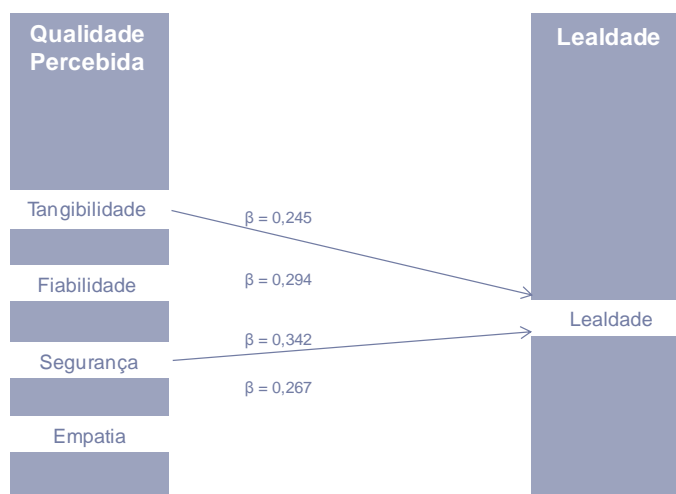 Qualidade
Percebida
Lealdade
Tangibilidade
β = 0,245
Fiabilidade
β = 0,294
Lealdade
β = 0,342
Segurança
β = 0,267
Empatia